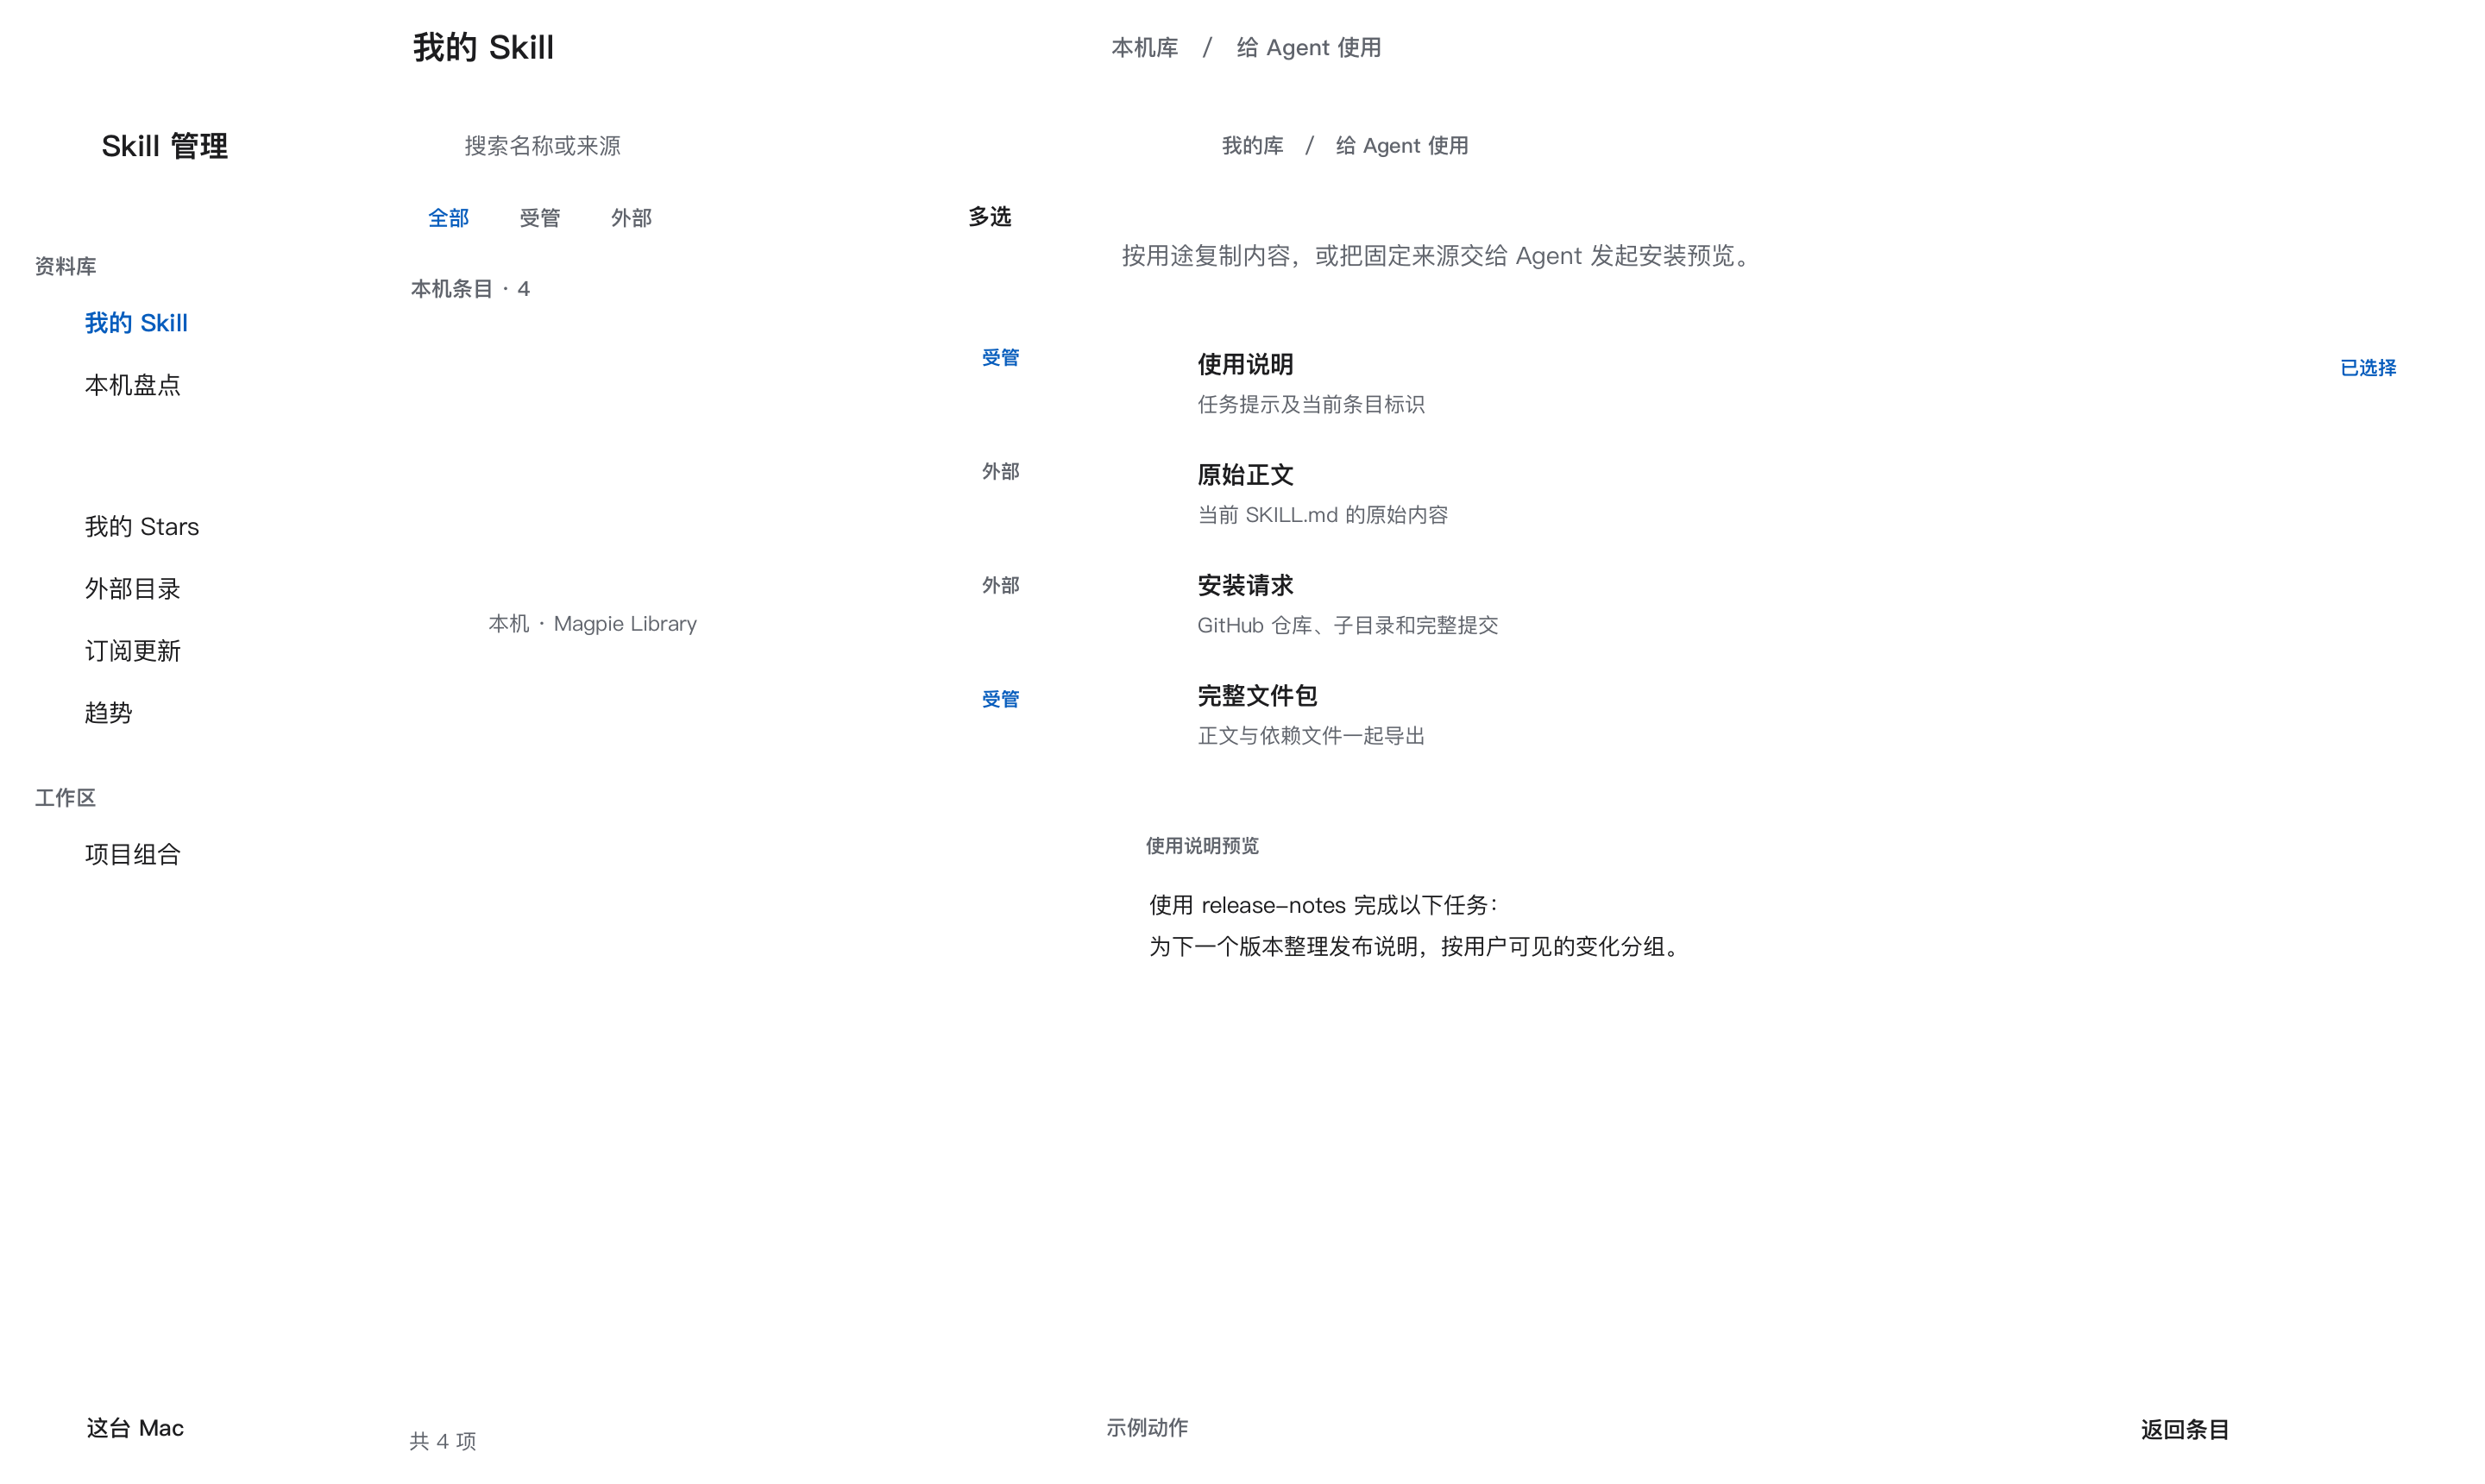 我的 Skill
本机库 / 给 Agent 使用
Skill 管理
搜索名称或来源
我的库 / 给 Agent 使用
全部
受管
外部
多选
按用途复制内容，或把固定来源交给 Agent 发起安装预览。
资料库
本机条目 · 4
我的 Skill
本机盘点
我的 Stars
外部目录
订阅更新
趋势
工作区
项目组合
受管
外部
外部
本机 · Magpie Library
受管
使用说明
已选择
任务提示及当前条目标识
原始正文
当前 SKILL.md 的原始内容
安装请求
GitHub 仓库、子目录和完整提交
完整文件包
正文与依赖文件一起导出
使用说明预览
使用 release-notes 完成以下任务：
为下一个版本整理发布说明，按用户可见的变化分组。
这台 Mac
共 4 项
示例动作
返回条目